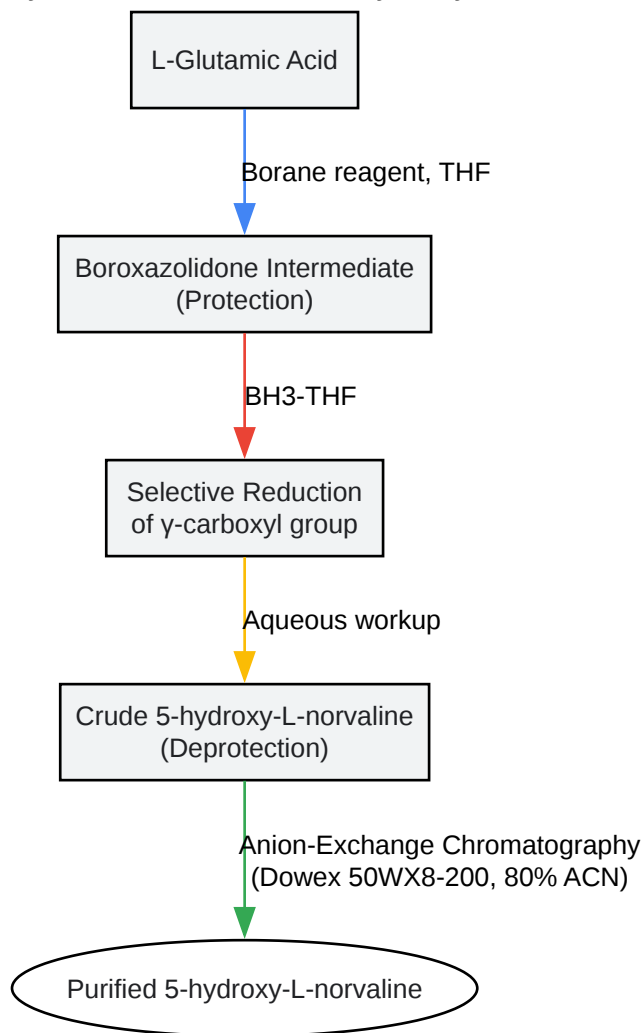 L-Glutamic Acid
Borane reagent, THF
Boroxazolidone Intermediate
(Protection)
BH3-THF
Selective Reduction
of γ-carboxyl group
Aqueous workup
Crude 5-hydroxy-L-norvaline
(Deprotection)
Anion-Exchange Chromatography
(Dowex 50WX8-200, 80% ACN)
Purified 5-hydroxy-L-norvaline